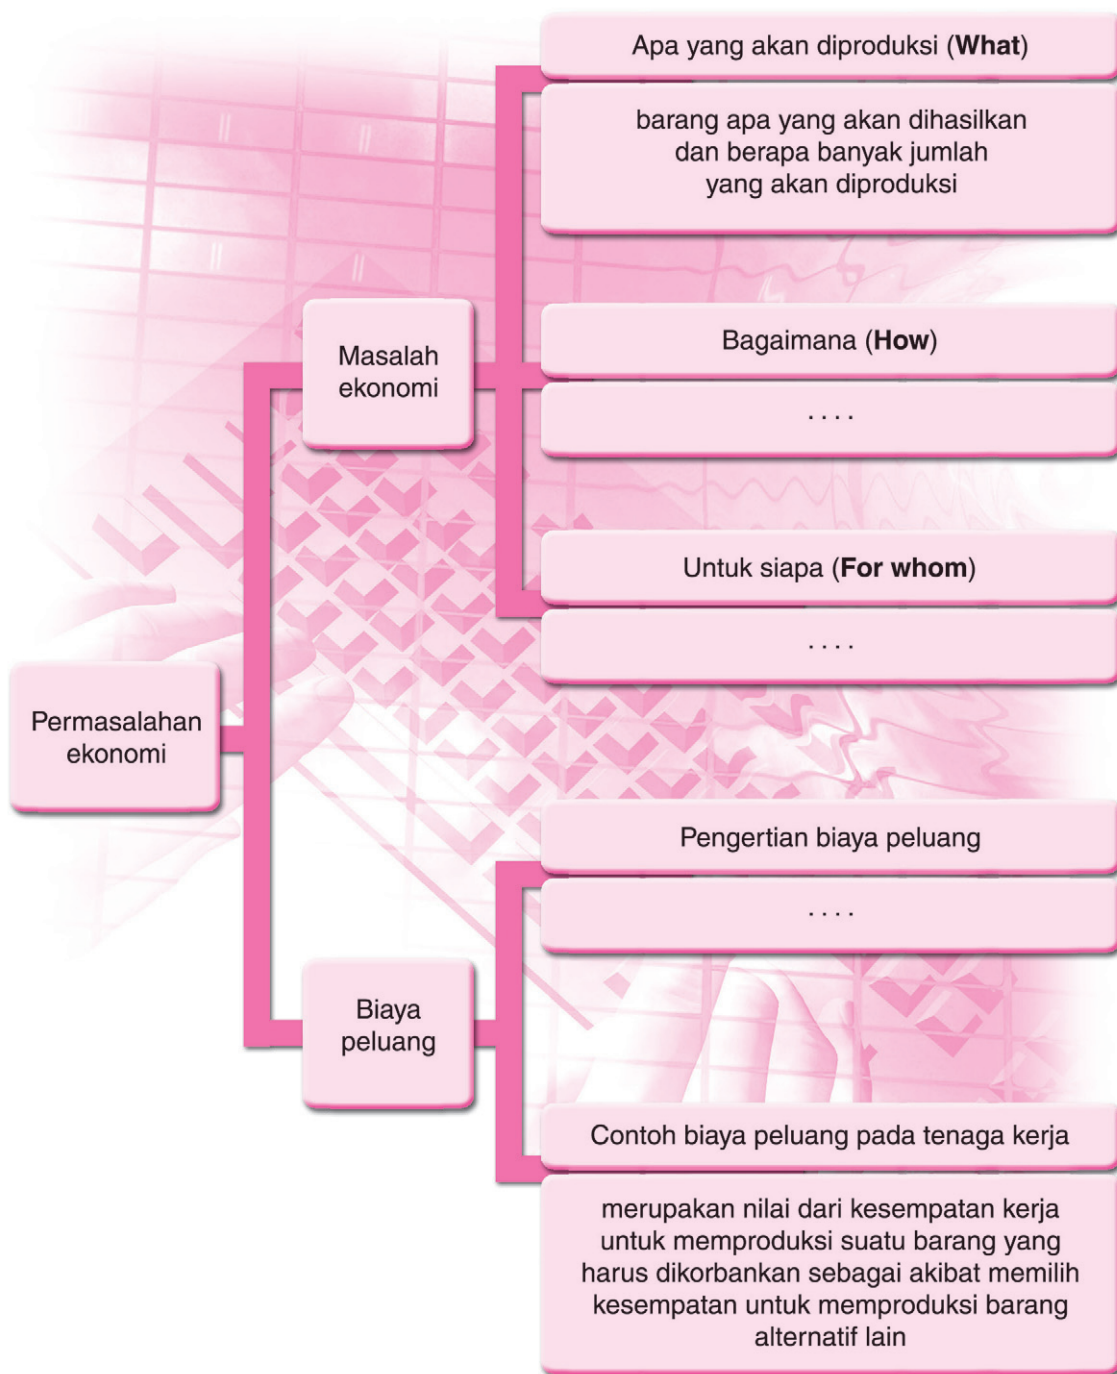 Apa yang akan diproduksi (What)
barang apa yang akan dihasilkan
dan berapa banyak jumlah
yang akan diproduksi
Masalah
ekonomi
Bagaimana (How)
. . . .
Untuk siapa (For whom)
. . . .
Permasalahan
ekonomi
Pengertian biaya peluang
. . . .
Biaya
peluang
Contoh biaya peluang pada tenaga kerja
merupakan nilai dari kesempatan kerja
untuk memproduksi suatu barang yang
harus dikorbankan sebagai akibat memilih
kesempatan untuk memproduksi barang
alternatif lain